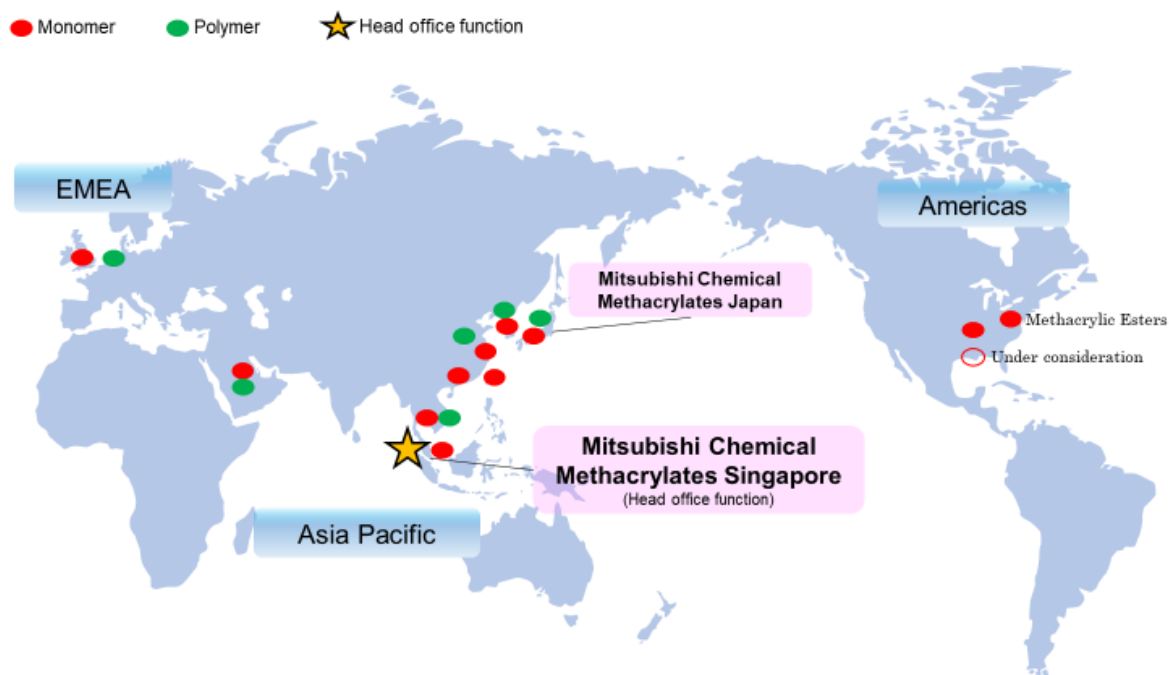 Monomer
Polymer
Head office function
EMEA
Americas
Mitsubishi Chemical
Methacrylates Japan
Methacrylic Esters
Under consideration
Mitsubishi Chemical
Methacrylates Singapore
(Head office function)
Asia Pacific